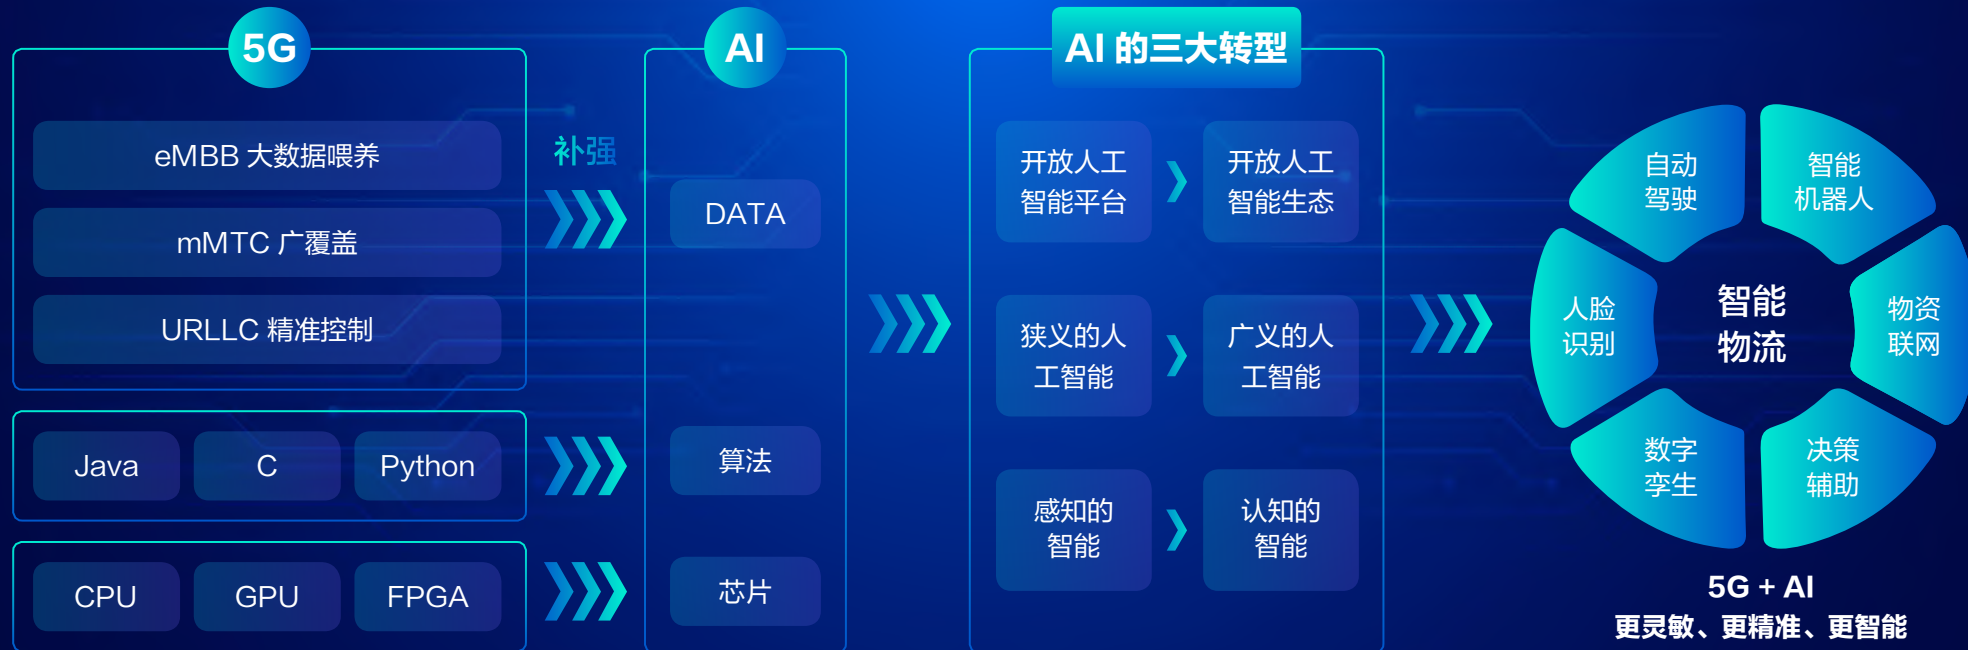 5G
eMBB 大数据喂养
mMTC 广覆盖
URLLC 精准控制
Java
C
Python
CPU
GPU
FPGA
补强
AI
DATA
算法
芯片
AI 的三大转型
开放人工
智能平台
开放人工
智能生态
狭义的人
工智能
广义的人
工智能
感知的
智能
认知的
智能
自动
驾驶
智能
机器人
人脸
识别
智能
物流
物资
联网
数字
孪生
决策
辅助
5G + AI
更灵敏、更精准、更智能